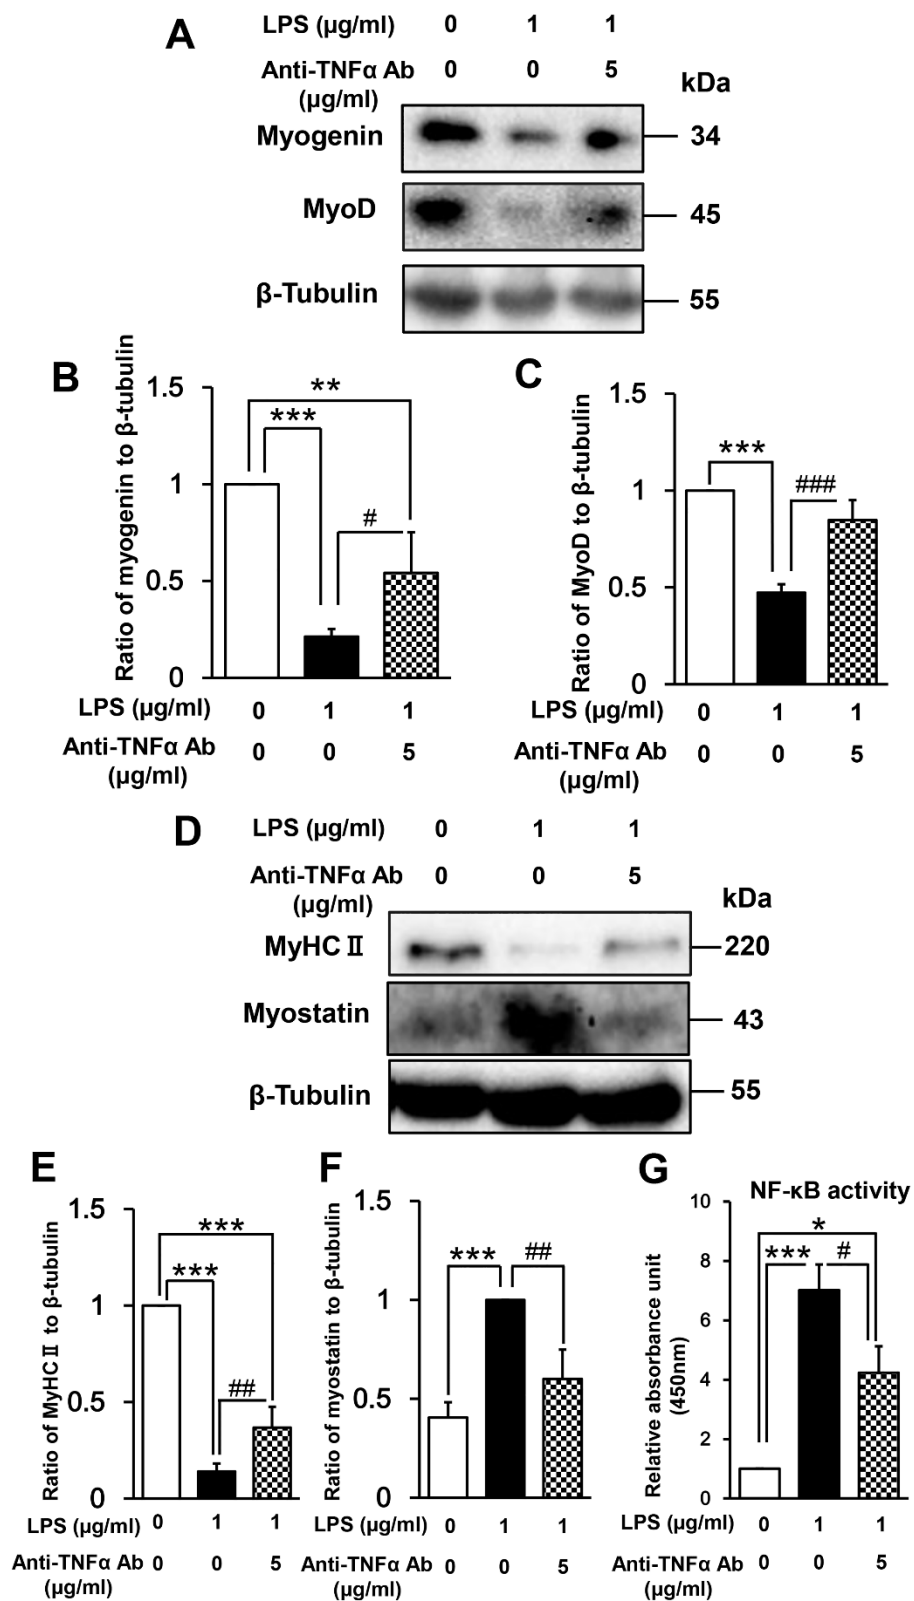 A
LPS (μg/ml) 0 1 1
Anti-TNFα Ab 0 0 5
(μg/ml)
kDa
Myogenin 34
MyoD 45
β-Tubulin 55
B
Ratio of myogenin to β-tubulin
1.5
1
0.5
0
**
***
#
LPS (μg/ml) 0 1 1
Anti-TNFα Ab 0 0 5
(μg/ml)
C
Ratio of MyoD to β-tubulin
1.5
1
0.5
0
***
###
LPS (μg/ml) 0 1 1
Anti-TNFα Ab 0 0 5
(μg/ml)
D
LPS (μg/ml) 0 1 1
Anti-TNFα Ab 0 0 5
(μg/ml)
kDa
MyHC Ⅱ 220
Myostatin 43
β-Tubulin 55
E
Ratio of MyHC Ⅱ to β-tubulin
1.5
1
0.5
0
***
***
##
LPS (μg/ml) 0 1 1
Anti-TNFα Ab 0 0 5
(μg/ml)
F
Ratio of myostatin to β-tubulin
1.5
1
0.5
0
***
##
LPS (μg/ml) 0 1 1
Anti-TNFα Ab 0 0 5
(μg/ml)
G
NF-κB activity
Relative absorbance unit
(450nm)
10
8
6
4
2
0
*
***
#
LPS (μg/ml) 0 1 1
Anti-TNFα Ab 0 0 5
(μg/ml)